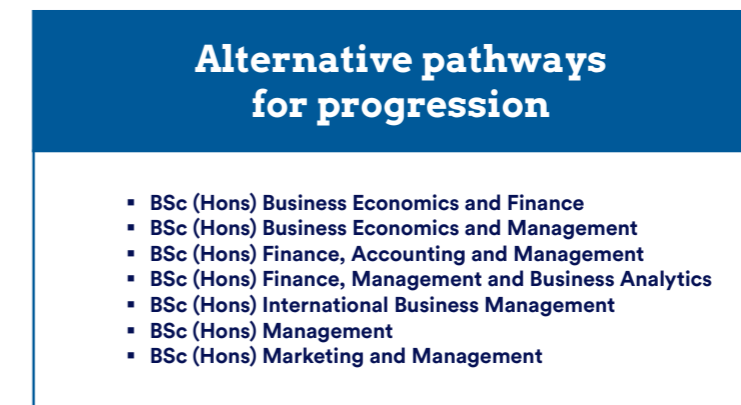 Alternative pathways
for progression
▪ BSc (Hons) Business Economics and Finance
▪ BSc (Hons) Business Economics and Management
▪ BSc (Hons) Finance, Accounting and Management
▪ BSc (Hons) Finance, Management and Business Analytics
▪ BSc (Hons) International Business Management
▪ BSc (Hons) Management
▪ BSc (Hons) Marketing and Management